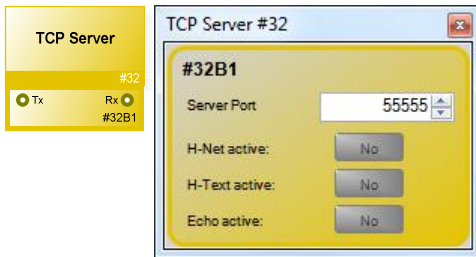 TCP Server
#32
Tx Rx
#32B1
TCP Server #32
#32B1
Server Port 55555
H-Net active: No
H-Text active: No
Echo active: No